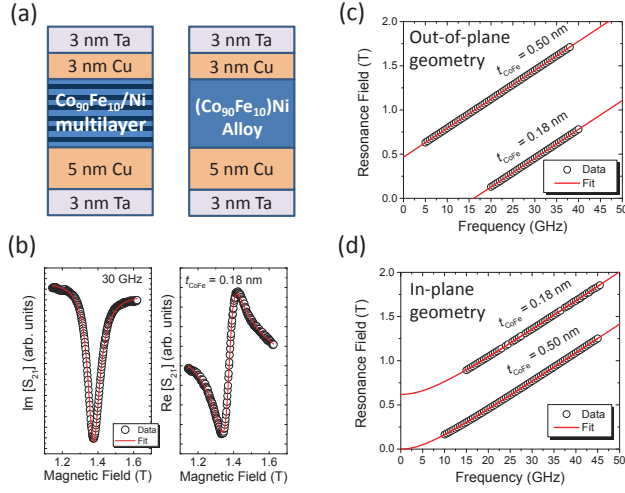 (a)
3 nm Ta
3 nm Cu
Co90Fe10/Ni
multilayer
5 nm Cu
3 nm Ta
3 nm Ta
3 nm Cu
(Co90Fe10)Ni
Alloy
5 nm Cu
3 nm Ta
(b)
Im [S21] (arb. units)
30 GHz
Data
Fit
1.2 1.4 1.6
Magnetic Field (T)
Re [S21] (arb. units)
tCoFe = 0.18 nm
1.2 1.4 1.6
Magnetic Field (T)
(c)
Resonance Field (T)
2.0
1.5
1.0
0.5
0.0
Out-of-plane
geometry
tCoFe = 0.50 nm
tCoFe = 0.18 nm
Data
Fit
0 5 10 15 20 25 30 35 40 45 50
Frequency (GHz)
(d)
Resonance Field (T)
2.0
1.5
1.0
0.5
0.0
In-plane
geometry
tCoFe = 0.18 nm
tCoFe = 0.50 nm
Data
Fit
0 5 10 15 20 25 30 35 40 45 50
Frequency (GHz)